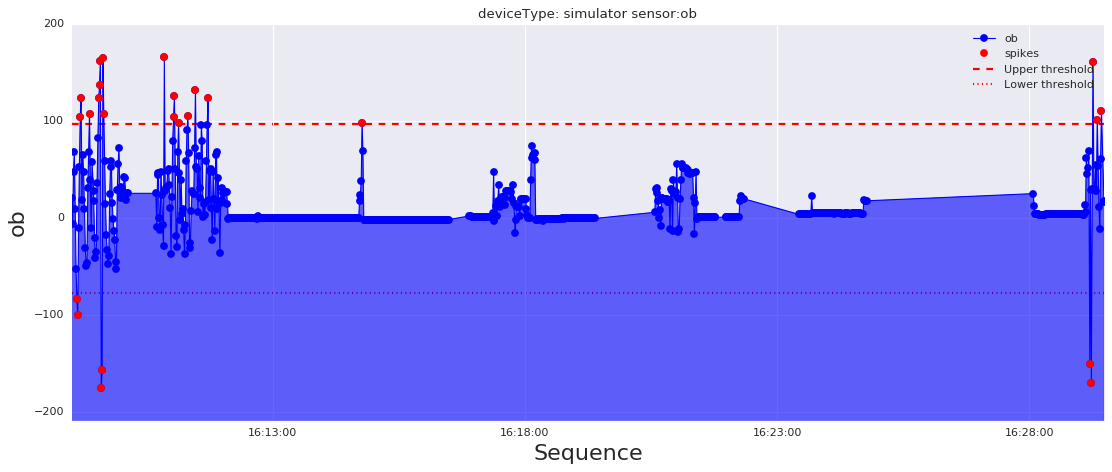 deviceType: simulator sensor:ob
200
100
0
−100
−200
ob
ob
spikes
Upper threshold
Lower threshold
16:13:00
16:18:00
16:23:00
16:28:00
Sequence